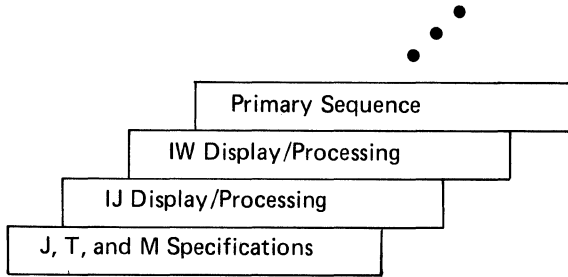 Primary Sequence
IW Display/Processing
IJ Display/Processing
J, T, and M Specifications